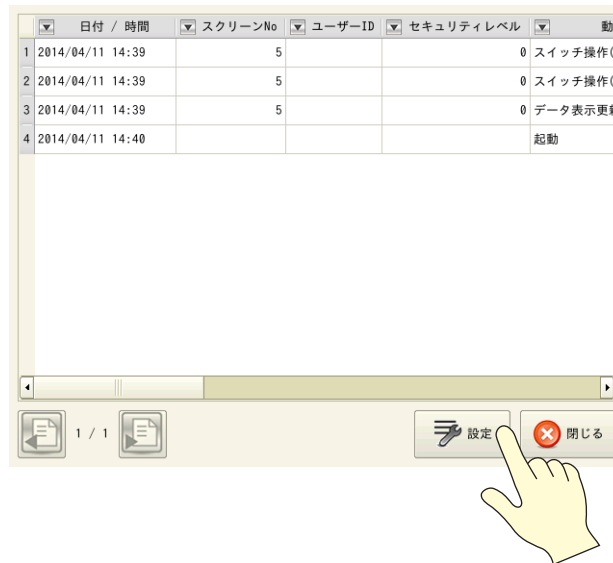 日付 / 時間 スクリーンNo ユーザーID セキュリティレベル 動
1 2014/04/11 14:39 5 0 スイッチ操作(
2 2014/04/11 14:39 5 0 スイッチ操作(
3 2014/04/11 14:39 5 0 データ表示更新
4 2014/04/11 14:40 起動
1 / 1 設定 閉じる